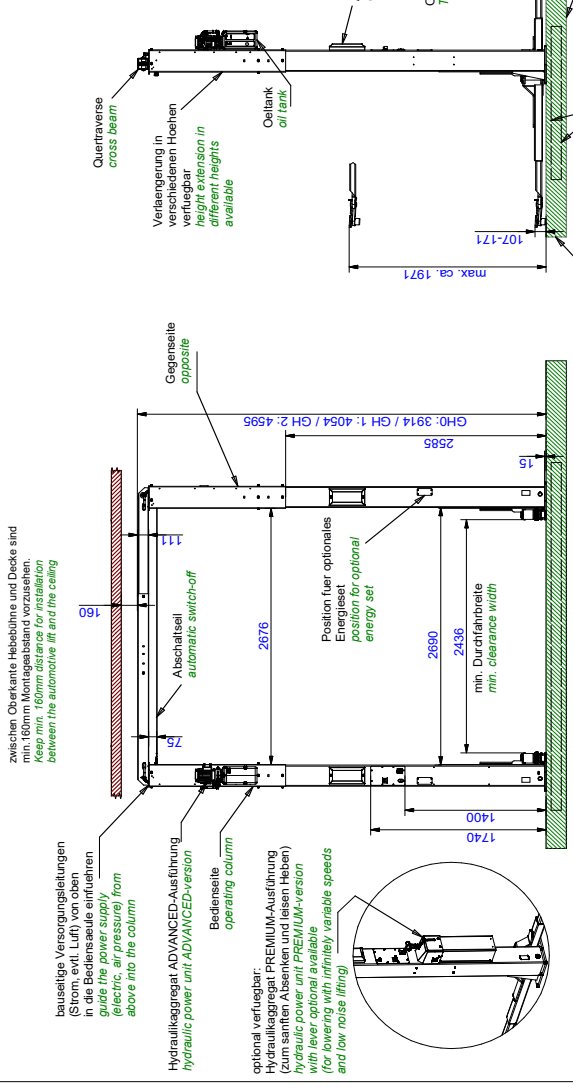 zwischen Oberkante Hebebühne und Decke sind
min.160mm Montageabstand vorzusehen.
Keep min. 160mm distance for installation
between the automotive lift and the ceiling
bauseitige Versorgungsleitungen
(Strom, evtl. Luft) von oben
in die Bediensaeule einfuehren
guide the power supply
(electric, air pressure) from
above into the column
Hydraulikaggregat ADVANCED-Ausführung
hydraulic power unit ADVANCED-version
Bedienseite
operating column
optional verfuegbar:
Hydraulikaggregat PREMIUM-Ausführung
(zum sanften Absenken und leisen Heben)
hydraulic power unit PREMIUM-version
with lever optional available
(for lowering with infinitely variable speeds
and low noise lifting)
160
75
111
Abschaltseil
automatic switch-off
2676
Gegenseite
opposite
GH0: 3914 / GH 1: 4054 / GH 2: 4595
2585
15
Position fuer optionales
Energieset
position for optional
energy set
2690
2436
min. Durchfahrbreite
min. clearance width
1400
1740
Quertraverse
cross beam
Verlaengerung in
verschiedenen Hoehen
verfuegbar
height extension in
different heights
available
Oeltank
oil tank
max. ca. 1971
107-171